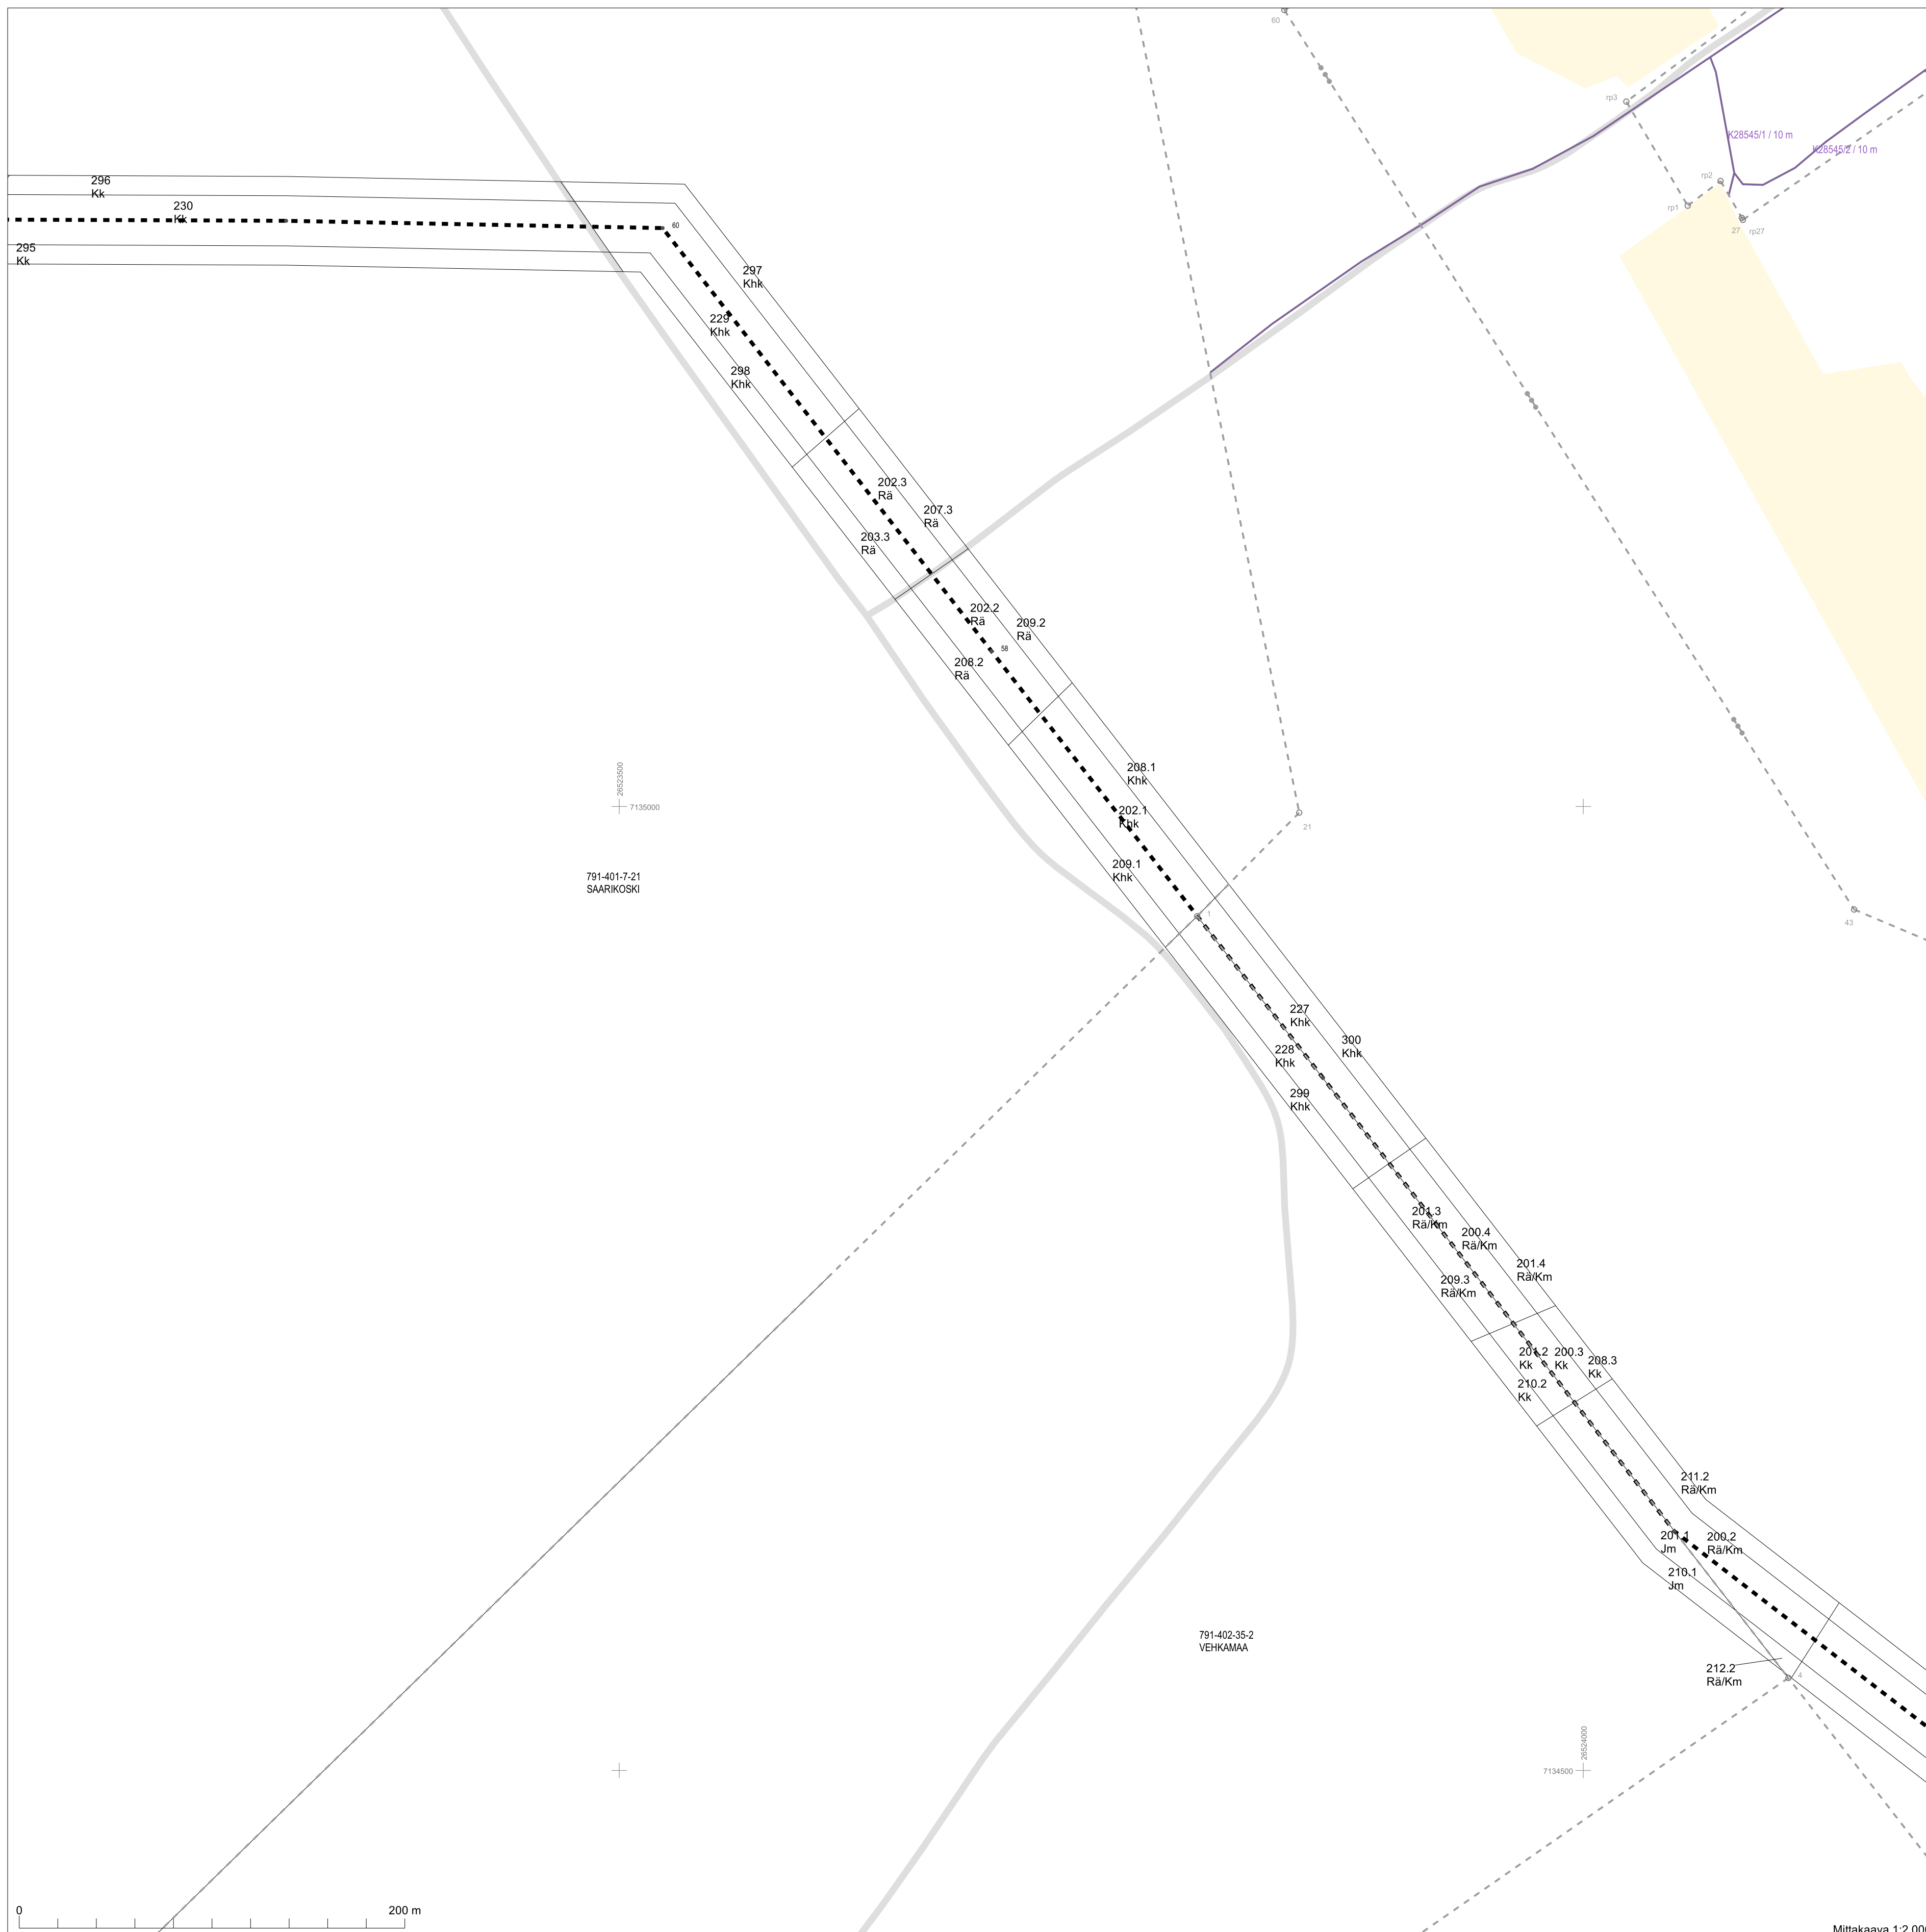 60
rp3
K28545/1 / 10 m
K28545/2 / 10 m
rp2
rp1
27
rp27
296
Kk
230
Kk
295
Kk
60
297
Khk
229
Khk
298
Khk
202.3
Rä
207.3
Rä
203.3
Rä
202.2
Rä
209.2
Rä
58
208.2
Rä
208.1
Khk
26523500
7135000
202.1
Khk
21
209.1
Khk
791-401-7-21
SAARIKOSKI
1
43
227
Khk
300
Khk
228
Khk
299
Khk
201.3
Rä/Km
200.4
Rä/Km
201.4
Rä/Km
209.3
Rä/Km
201.2
Kk
200.3
Kk
208.3
Kk
210.2
Kk
211.2
Rä/Km
201.1
Jm
200.2
Rä/Km
210.1
Jm
791-402-35-2
VEHKAMAA
212.2
Rä/Km
4
26524000
7134500
0
200 m
Mittakaava